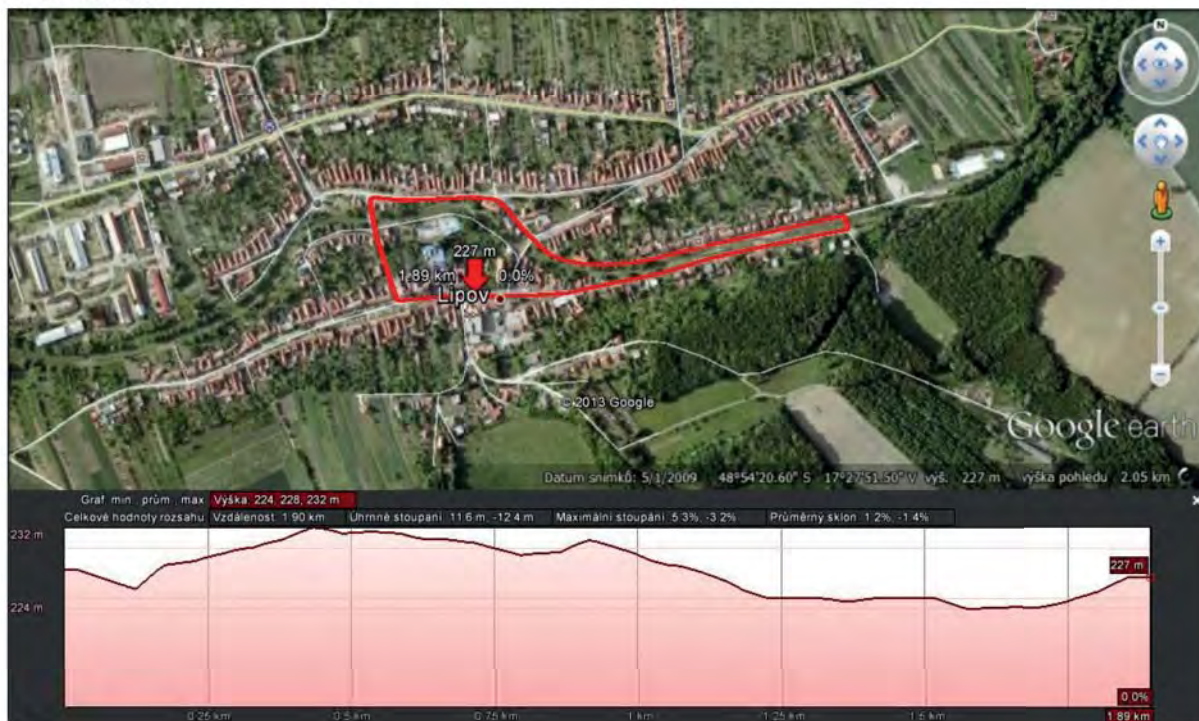 N
227 m
1.89 km 0.0%
Lipov
© 2013 Google
Google earth
Datum snímků: 5/1/2009 48°54'20.60" S 17°27'51.50" V výš. 227 m výška pohledu 2.05 km
Graf min., prům. max. Výška: 224, 228, 232 m
Celkové hodnoty rozsahu: Vzdálenost: 1.90 km Úhrnné stoupání: 11.6 m, -12.4 m Maximální stoupání: 5.3%, -3.2% Průměrný sklon: 1.2%, -1.4%
232 m
227 m
224 m
0.0%
0.25 km 0.5 km 0.75 km 1 km 1.25 km 1.5 km 1.89 km